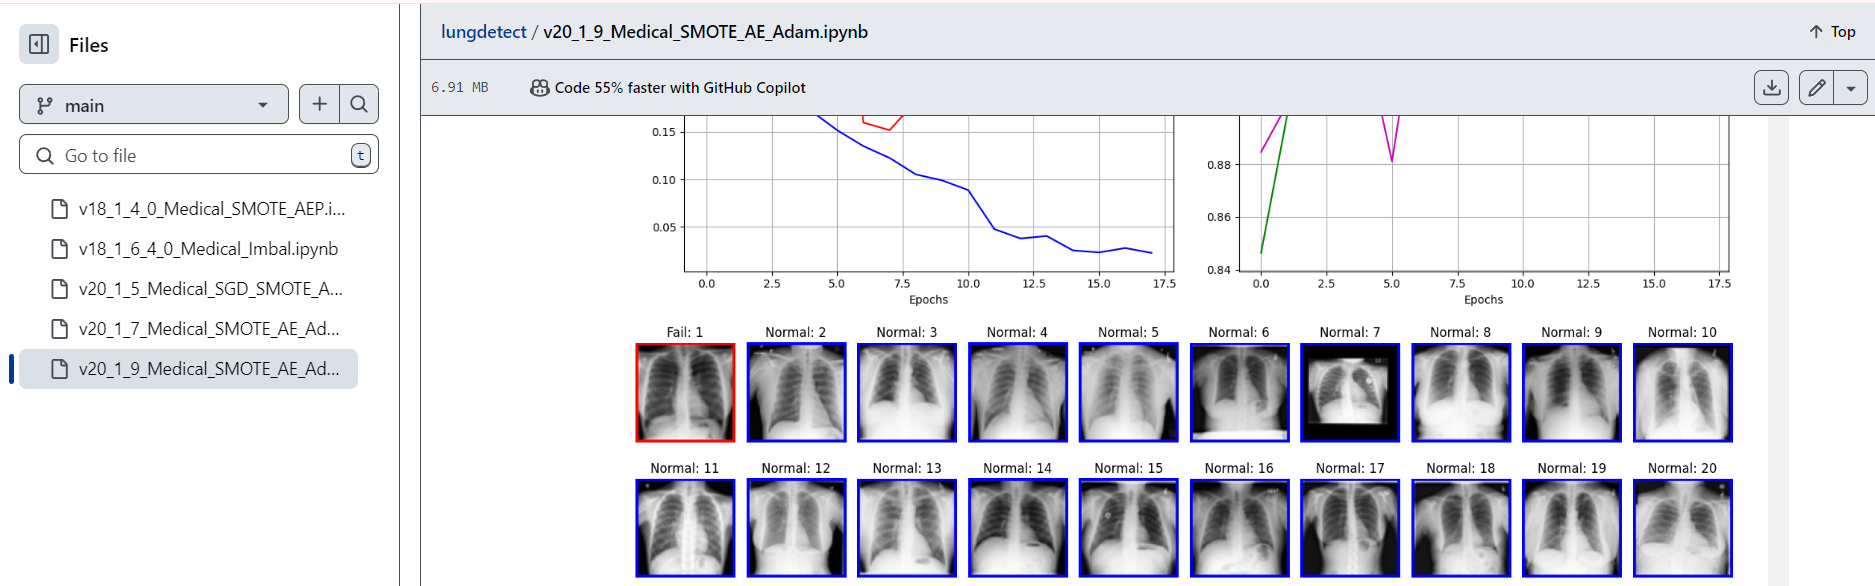 Files
main
Go to file
t
v18_1_4_0_Medical_SMOTE_AEP.i...
v18_1_6_4_0_Medical_Imbal.ipynb
v20_1_5_Medical_SGD_SMOTE_A...
v20_1_7_Medical_SMOTE_AE_Ad...
v20_1_9_Medical_SMOTE_AE_Ad...
lungdetect / v20_1_9_Medical_SMOTE_AE_Adam.ipynb
Top
6.91 MB
Code 55% faster with GitHub Copilot
0.15
0.10
0.05
0.0 2.5 5.0 7.5 10.0 12.5 15.0 17.5
Epochs
0.88
0.86
0.84
0.0 2.5 5.0 7.5 10.0 12.5 15.0 17.5
Epochs
Fail: 1 Normal: 2 Normal: 3 Normal: 4 Normal: 5 Normal: 6 Normal: 7 Normal: 8 Normal: 9 Normal: 10
Normal: 11 Normal: 12 Normal: 13 Normal: 14 Normal: 15 Normal: 16 Normal: 17 Normal: 18 Normal: 19 Normal: 20